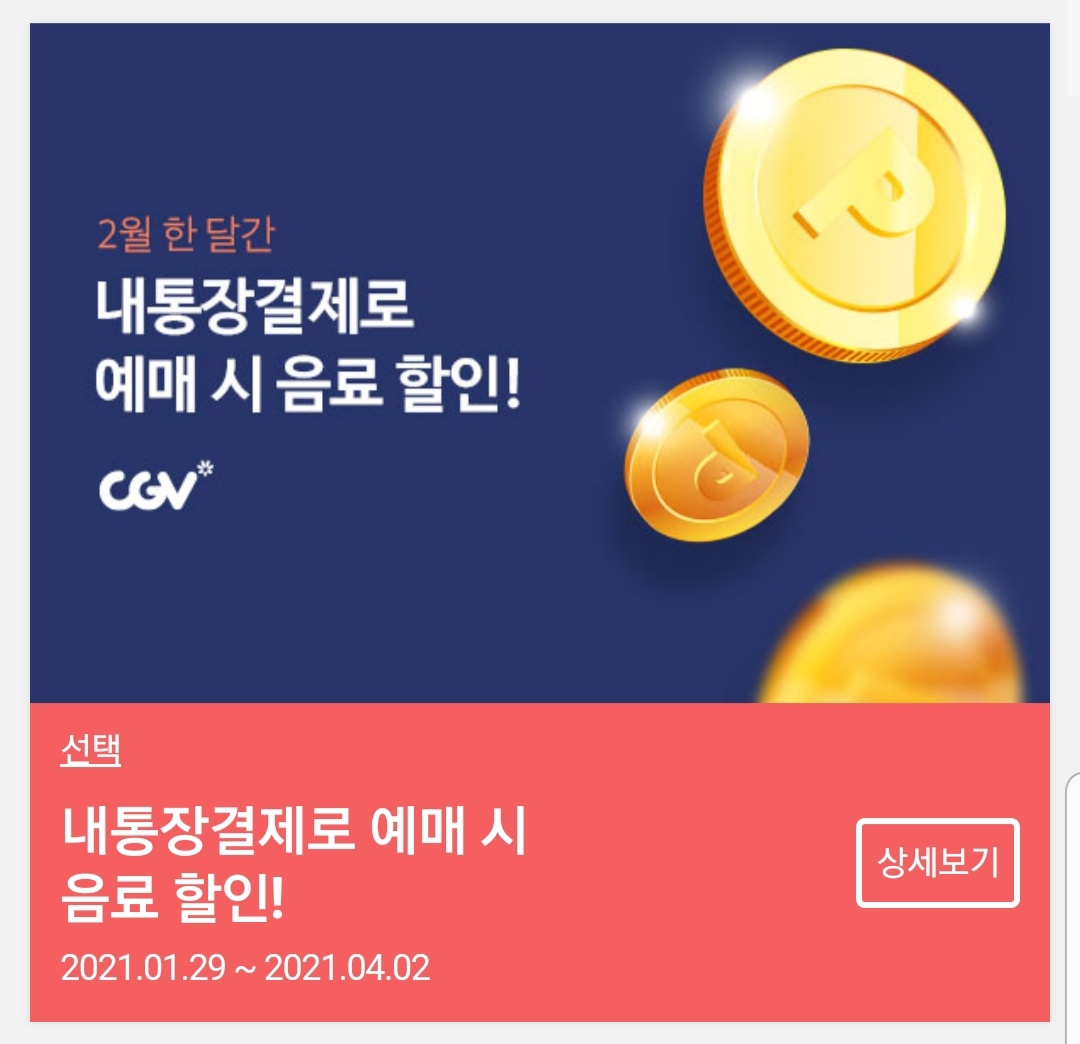 2월 한 달간
내통장결제로
예매 시 음료 할인!
CGV
P
P
선택
내통장결제로 예매 시
음료 할인!
상세보기
2021.01.29 ~ 2021.04.02